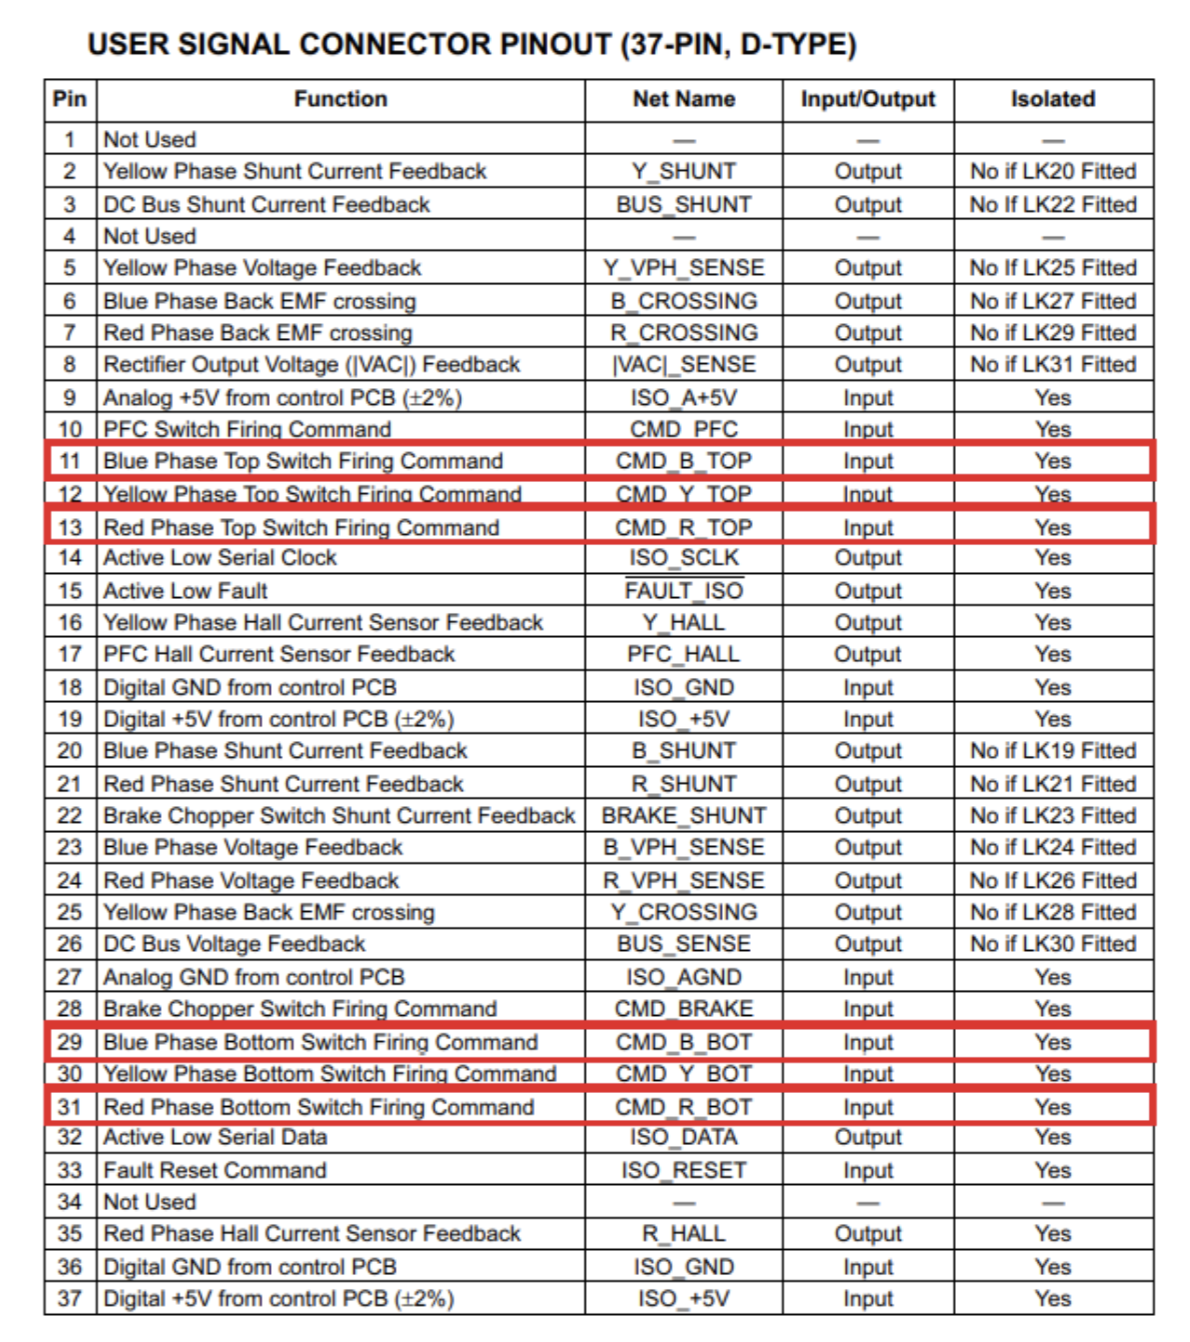 USER SIGNAL CONNECTOR PINOUT (37-PIN, D-TYPE)
Pin Function Net Name Input/Output Isolated
1 Not Used — — —
2 Yellow Phase Shunt Current Feedback Y_SHUNT Output No if LK20 Fitted
3 DC Bus Shunt Current Feedback BUS_SHUNT Output No If LK22 Fitted
4 Not Used — — —
5 Yellow Phase Voltage Feedback Y_VPH_SENSE Output No If LK25 Fitted
6 Blue Phase Back EMF crossing B_CROSSING Output No if LK27 Fitted
7 Red Phase Back EMF crossing R_CROSSING Output No if LK29 Fitted
8 Rectifier Output Voltage (|VAC|) Feedback |VAC|_SENSE Output No if LK31 Fitted
9 Analog +5V from control PCB (±2%) ISO_A+5V Input Yes
10 PFC Switch Firing Command CMD_PFC Input Yes
11 Blue Phase Top Switch Firing Command CMD_B_TOP Input Yes
12 Yellow Phase Top Switch Firing Command CMD_Y_TOP Input Yes
13 Red Phase Top Switch Firing Command CMD_R_TOP Input Yes
14 Active Low Serial Clock ISO_SCLK Output Yes
15 Active Low Fault FAULT_ISO Output Yes
16 Yellow Phase Hall Current Sensor Feedback Y_HALL Output Yes
17 PFC Hall Current Sensor Feedback PFC_HALL Output Yes
18 Digital GND from control PCB ISO_GND Input Yes
19 Digital +5V from control PCB (±2%) ISO_+5V Input Yes
20 Blue Phase Shunt Current Feedback B_SHUNT Output No if LK19 Fitted
21 Red Phase Shunt Current Feedback R_SHUNT Output No if LK21 Fitted
22 Brake Chopper Switch Shunt Current Feedback BRAKE_SHUNT Output No if LK23 Fitted
23 Blue Phase Voltage Feedback B_VPH_SENSE Output No if LK24 Fitted
24 Red Phase Voltage Feedback R_VPH_SENSE Output No If LK26 Fitted
25 Yellow Phase Back EMF crossing Y_CROSSING Output No if LK28 Fitted
26 DC Bus Voltage Feedback BUS_SENSE Output No if LK30 Fitted
27 Analog GND from control PCB ISO_AGND Input Yes
28 Brake Chopper Switch Firing Command CMD_BRAKE Input Yes
29 Blue Phase Bottom Switch Firing Command CMD_B_BOT Input Yes
30 Yellow Phase Bottom Switch Firing Command CMD_Y_BOT Input Yes
31 Red Phase Bottom Switch Firing Command CMD_R_BOT Input Yes
32 Active Low Serial Data ISO_DATA Output Yes
33 Fault Reset Command ISO_RESET Input Yes
34 Not Used — — —
35 Red Phase Hall Current Sensor Feedback R_HALL Output Yes
36 Digital GND from control PCB ISO_GND Input Yes
37 Digital +5V from control PCB (±2%) ISO_+5V Input Yes